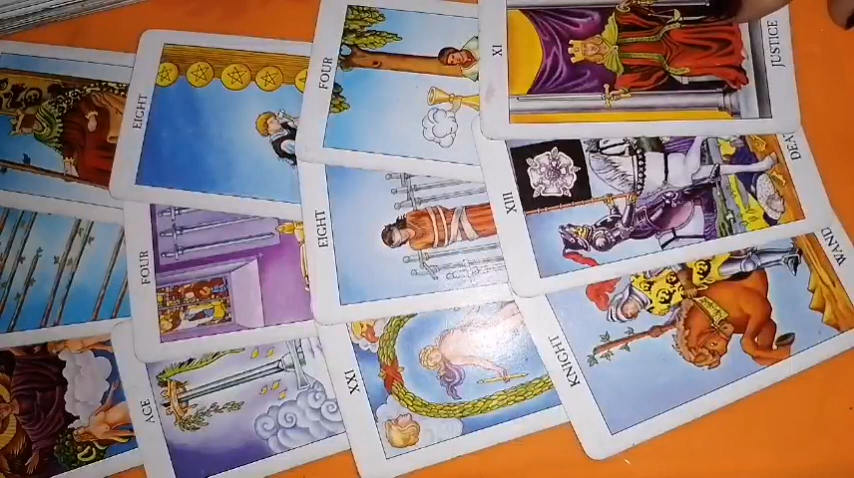 EIGHT
FOUR
XI
JUSTICE
FOUR
EIGHT
XIII
DEA
ACE
XXI
KNIGHT
WAND